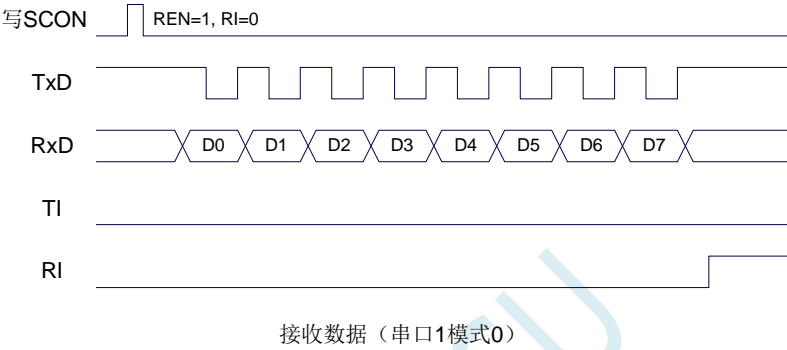 写SCON REN=1, RI=0
TxD
RxD D0 D1 D2 D3 D4 D5 D6 D7
TI
RI
接收数据（串口1模式0）